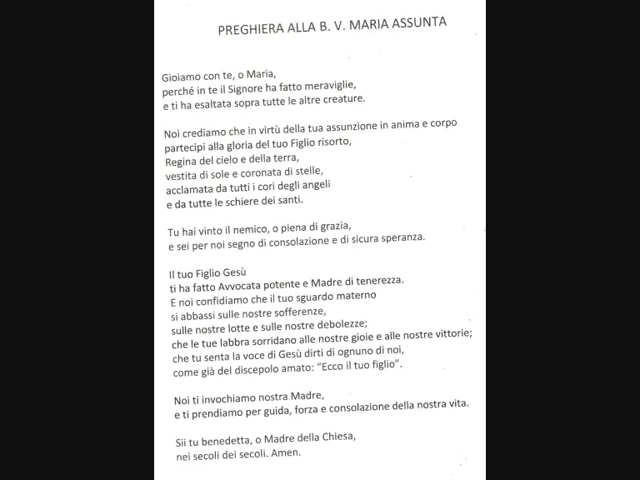 PREGHIERA ALLA B. V. MARIA ASSUNTA
Gioiamo con te, o Maria,
perché in te il Signore ha fatto meraviglie,
e ti ha esaltata sopra tutte le altre creature.
Noi crediamo che in virtù della tua assunzione in anima e corpo
partecipi alla gloria del tuo Figlio risorto,
Regina del cielo e della terra,
vestita di sole e coronata di stelle,
acclamata da tutti i cori degli angeli
e da tutte le schiere dei santi.
Tu hai vinto il nemico, o piena di grazia,
e sei per noi segno di consolazione e di sicura speranza.
Il tuo Figlio Gesù
ti ha fatto Avvocata potente e Madre di tenerezza.
E noi confidiamo che il tuo sguardo materno
si abbassi sulle nostre sofferenze,
sulle nostre lotte e sulle nostre debolezze;
che le tue labbra sorridano alle nostre gioie e alle nostre vittorie;
che tu senta la voce di Gesù dirti di ognuno di noi,
come già del discepolo amato: “Ecco il tuo figlio”.
Noi ti invochiamo nostra Madre,
e ti prendiamo per guida, forza e consolazione della nostra vita.
Sii tu benedetta, o Madre della Chiesa,
nei secoli dei secoli. Amen.